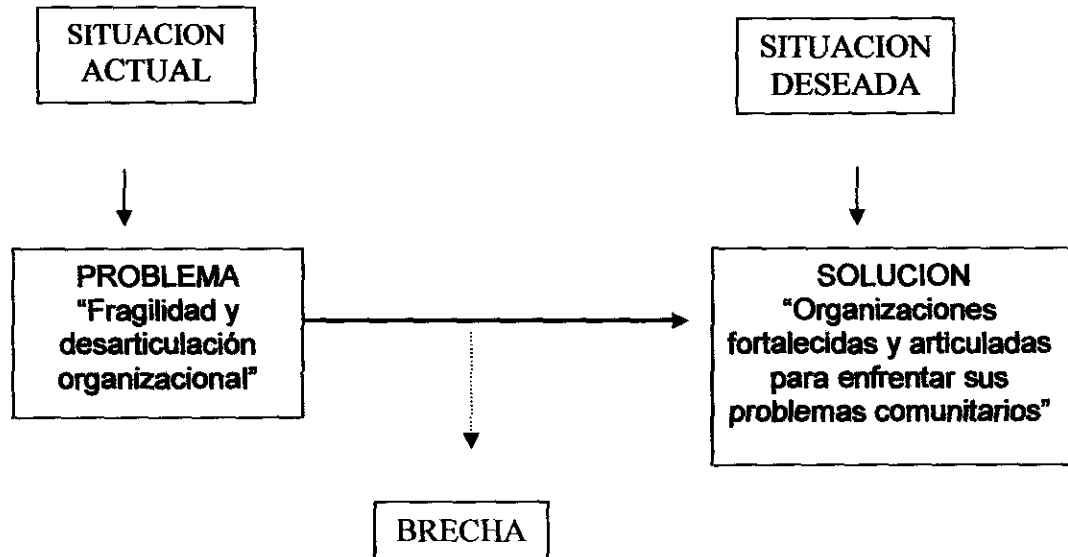 SITUACION
ACTUAL
SITUACION
DESEADA
PROBLEMA
“Fragilidad y
desarticulación
organizacional”
SOLUCION
“Organizaciones
fortalecidas y articuladas
para enfrentar sus
problemas comunitarios”
BRECHA